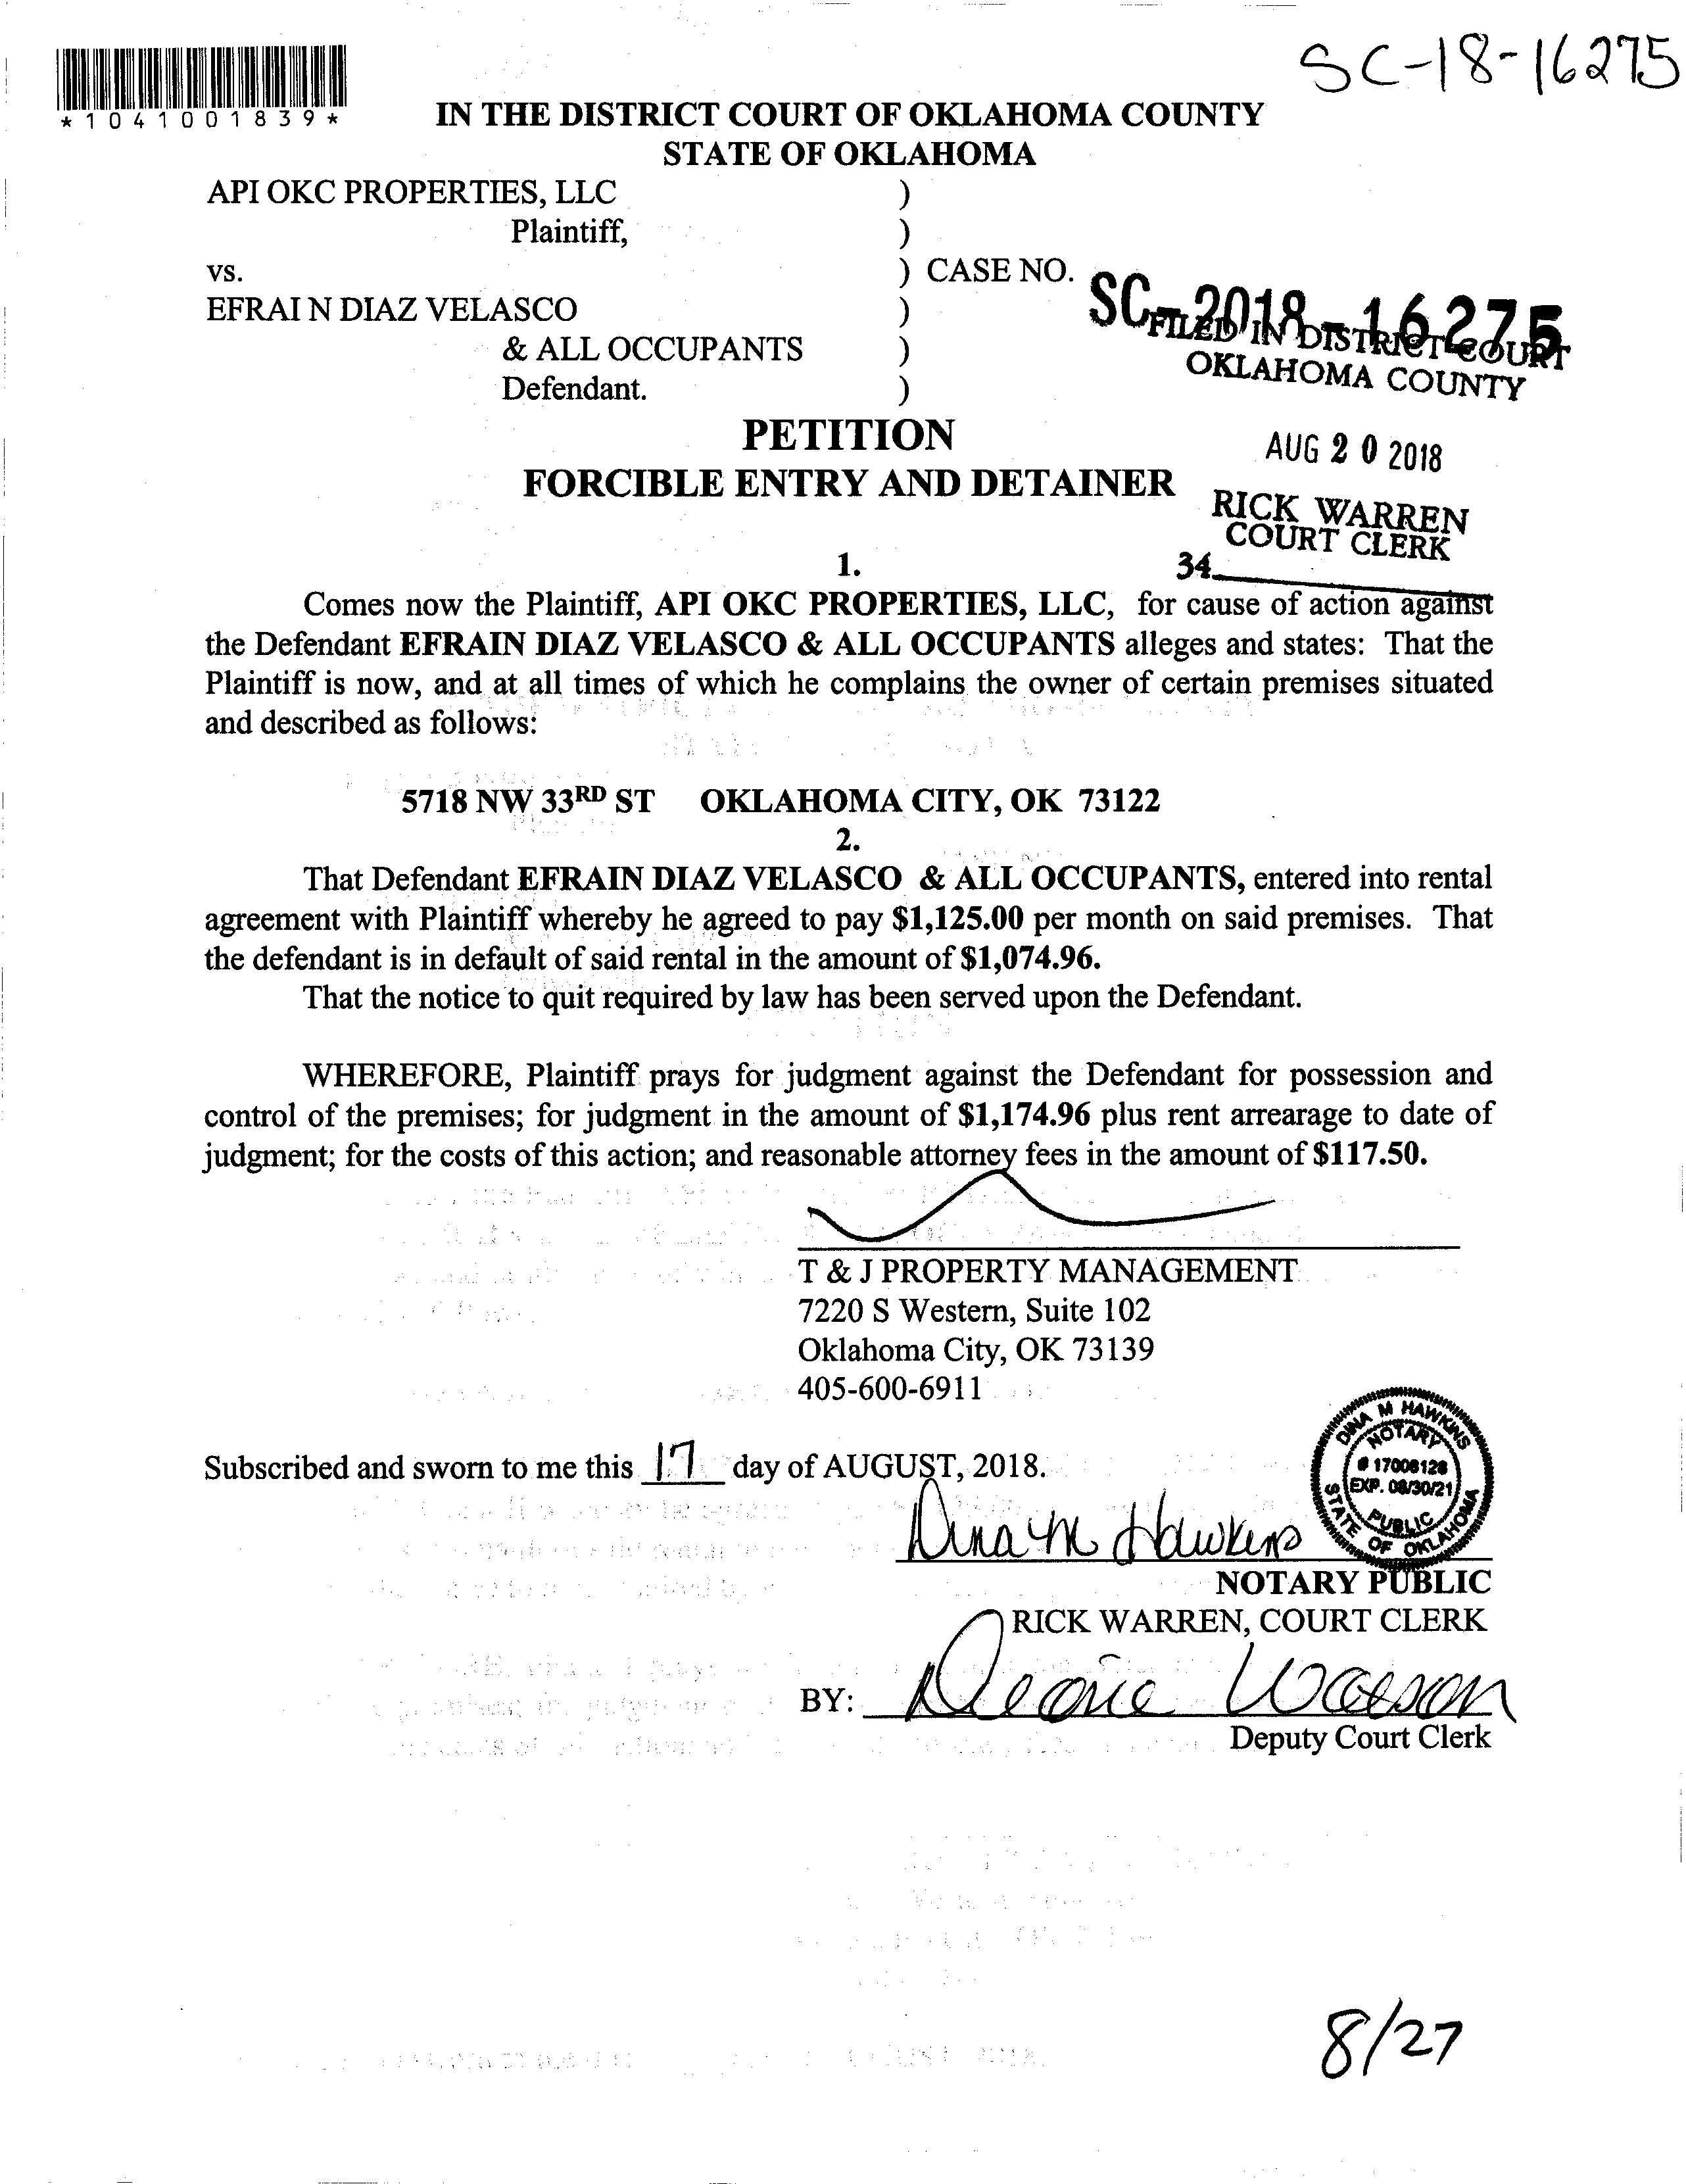 SC-18-16275
*1041001839*
IN THE DISTRICT COURT OF OKLAHOMA COUNTY
STATE OF OKLAHOMA
API OKC PROPERTIES, LLC )
Plaintiff, )
vs. ) CASE NO. SC-2018-16275
EFRAI N DIAZ VELASCO )
& ALL OCCUPANTS )
Defendant. )
FILED IN DISTRICT COURT
OKLAHOMA COUNTY
AUG 20 2018
RICK WARREN
COURT CLERK
34
PETITION
FORCIBLE ENTRY AND DETAINER
1.
Comes now the Plaintiff, API OKC PROPERTIES, LLC, for cause of action against
the Defendant EFRAIN DIAZ VELASCO & ALL OCCUPANTS alleges and states: That the
Plaintiff is now, and at all times of which he complains the owner of certain premises situated
and described as follows:
5718 NW 33RD ST OKLAHOMA CITY, OK 73122
2.
That Defendant EFRAIN DIAZ VELASCO & ALL OCCUPANTS, entered into rental
agreement with Plaintiff whereby he agreed to pay $1,125.00 per month on said premises. That
the defendant is in default of said rental in the amount of $1,074.96.
That the notice to quit required by law has been served upon the Defendant.
WHEREFORE, Plaintiff prays for judgment against the Defendant for possession and
control of the premises; for judgment in the amount of $1,174.96 plus rent arrearage to date of
judgment; for the costs of this action; and reasonable attorney fees in the amount of $117.50.
T & J PROPERTY MANAGEMENT
7220 S Western, Suite 102
Oklahoma City, OK 73139
405-600-6911
Subscribed and sworn to me this 17 day of AUGUST, 2018.
Dina M Hawkins
DINA M HAWKINS
NOTARY
# 17008128
EXP. 08/30/21
PUBLIC
STATE OF OKLAHOMA
NOTARY PUBLIC
RICK WARREN, COURT CLERK
BY:
Deputy Court Clerk
8/27